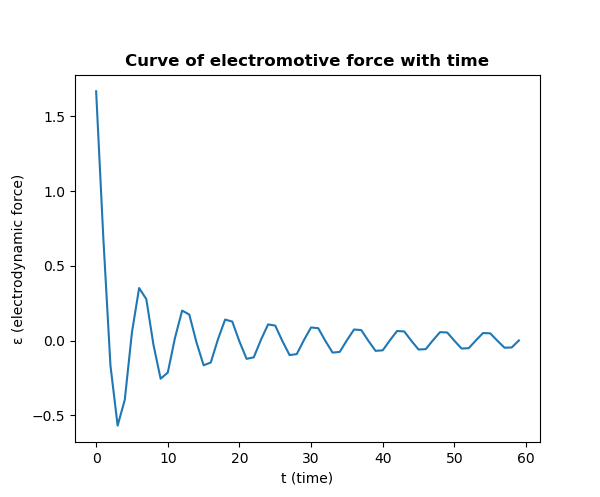 Curve of electromotive force with time
ε (electrodynamic force)
1.5
1.0
0.5
0.0
−0.5
0 10 20 30 40 50 60
t (time)